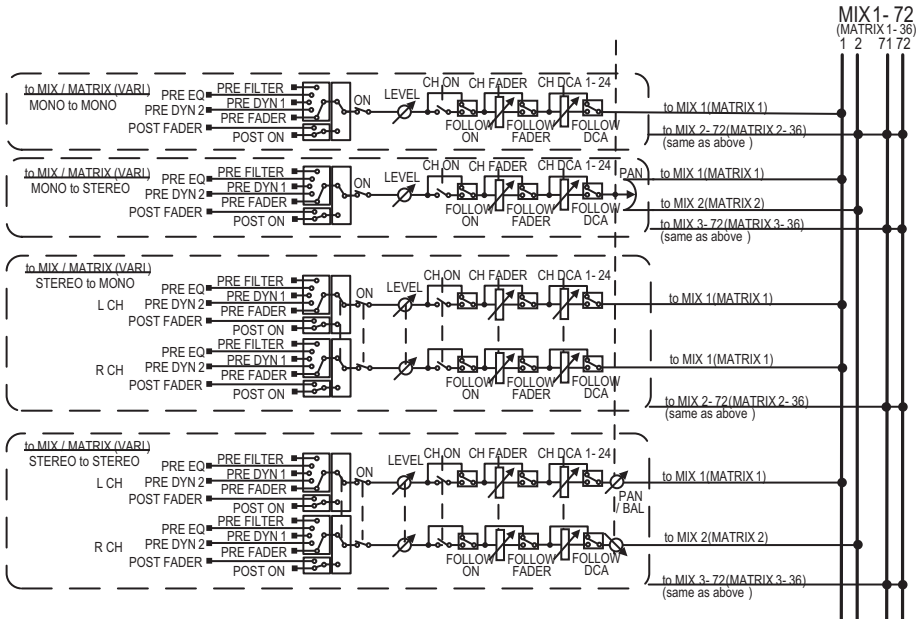 MIX1- 72
(MATRIX 1- 36)
1 2 71 72
to MIX / MATRIX (VARI.)
MONO to MONO
PRE FILTER
PRE EQ
PRE DYN 1
PRE DYN 2
PRE FADER
POST FADER
POST ON
ON
LEVEL
CH ON
CH FADER
CH DCA 1- 24
FOLLOW ON
FOLLOW FADER
FOLLOW DCA
to MIX 1(MATRIX 1)
to MIX 2- 72(MATRIX 2- 36)
(same as above )
to MIX / MATRIX (VARI.)
MONO to STEREO
PRE FILTER
PRE EQ
PRE DYN 1
PRE DYN 2
PRE FADER
POST FADER
POST ON
ON
LEVEL
CH ON
CH FADER
CH DCA 1- 24
PAN
FOLLOW ON
FOLLOW FADER
FOLLOW DCA
to MIX 1(MATRIX 1)
to MIX 2(MATRIX 2)
to MIX 3- 72(MATRIX 3- 36)
(same as above )
to MIX / MATRIX (VARI.)
STEREO to MONO
L CH
PRE FILTER
PRE EQ
PRE DYN 1
PRE DYN 2
PRE FADER
POST FADER
POST ON
ON
LEVEL
CH ON
CH FADER
CH DCA 1- 24
to MIX 1(MATRIX 1)
R CH
PRE FILTER
PRE EQ
PRE DYN 1
PRE DYN 2
PRE FADER
POST FADER
POST ON
FOLLOW ON
FOLLOW FADER
FOLLOW DCA
to MIX 1(MATRIX 1)
to MIX 2- 72(MATRIX 2- 36)
(same as above )
to MIX / MATRIX (VARI.)
STEREO to STEREO
L CH
PRE FILTER
PRE EQ
PRE DYN 1
PRE DYN 2
PRE FADER
POST FADER
POST ON
ON
LEVEL
CH ON
CH FADER
CH DCA 1- 24
PAN
/ BAL
to MIX 1(MATRIX 1)
R CH
PRE FILTER
PRE EQ
PRE DYN 1
PRE DYN 2
PRE FADER
POST FADER
POST ON
FOLLOW ON
FOLLOW FADER
FOLLOW DCA
to MIX 2(MATRIX 2)
to MIX 3- 72(MATRIX 3- 36)
(same as above )